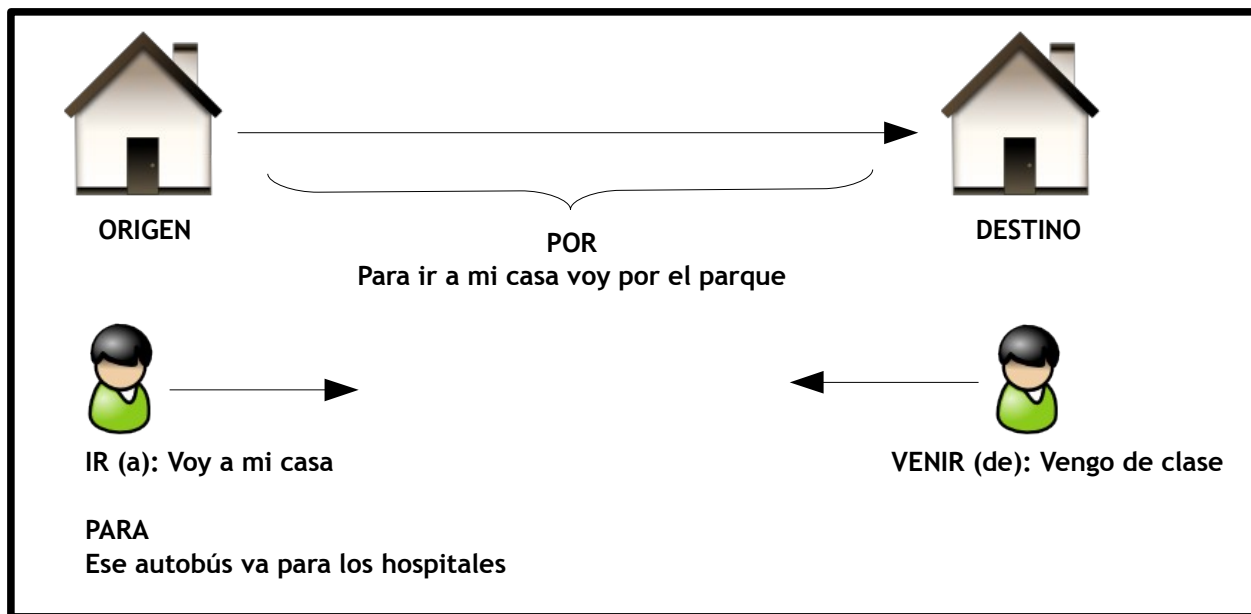 ORIGEN
DESTINO
POR
Para ir a mi casa voy por el parque
IR (a): Voy a mi casa
VENIR (de): Vengo de clase
PARA
Ese autobús va para los hospitales